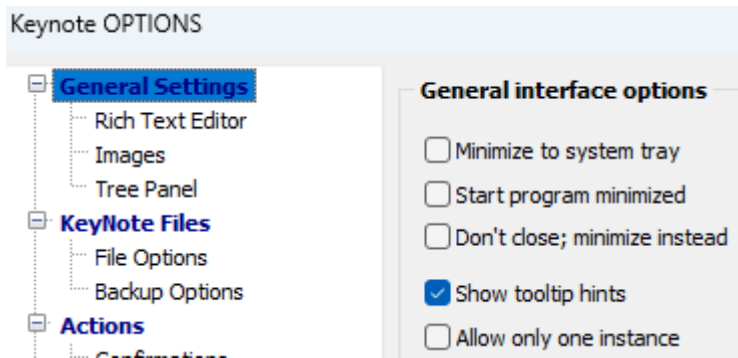 Keynote OPTIONS
General Settings
Rich Text Editor
Images
Tree Panel
KeyNote Files
File Options
Backup Options
Actions
Confirmations
General interface options
Minimize to system tray
Start program minimized
Don't close; minimize instead
Show tooltip hints
Allow only one instance